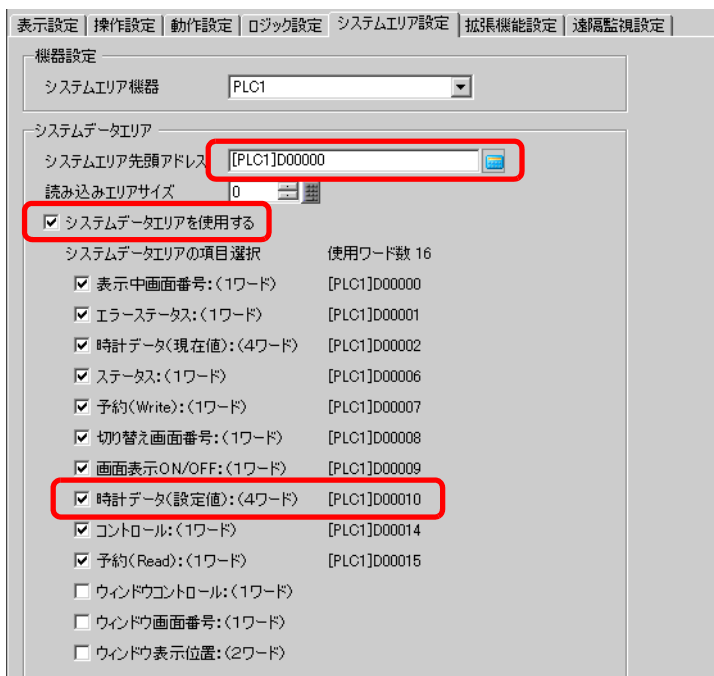 表示設定 操作設定 動作設定 ロジック設定 システムエリア設定 拡張機能設定 遠隔監視設定
機器設定
システムエリア機器 PLC1
システムデータエリア
システムエリア先頭アドレス [PLC1]D00000
読み込みエリアサイズ 0
システムデータエリアを使用する
システムデータエリアの項目選択 使用ワード数 16
表示中画面番号:(1ワード) [PLC1]D00000
エラーステータス:(1ワード) [PLC1]D00001
時計データ(現在値):(4ワード) [PLC1]D00002
ステータス:(1ワード) [PLC1]D00006
予約(Write):(1ワード) [PLC1]D00007
切り替え画面番号:(1ワード) [PLC1]D00008
画面表示ON/OFF:(1ワード) [PLC1]D00009
時計データ(設定値):(4ワード) [PLC1]D00010
コントロール:(1ワード) [PLC1]D00014
予約(Read):(1ワード) [PLC1]D00015
ウィンドウコントロール:(1ワード)
ウィンドウ画面番号:(1ワード)
ウィンドウ表示位置:(2ワード)